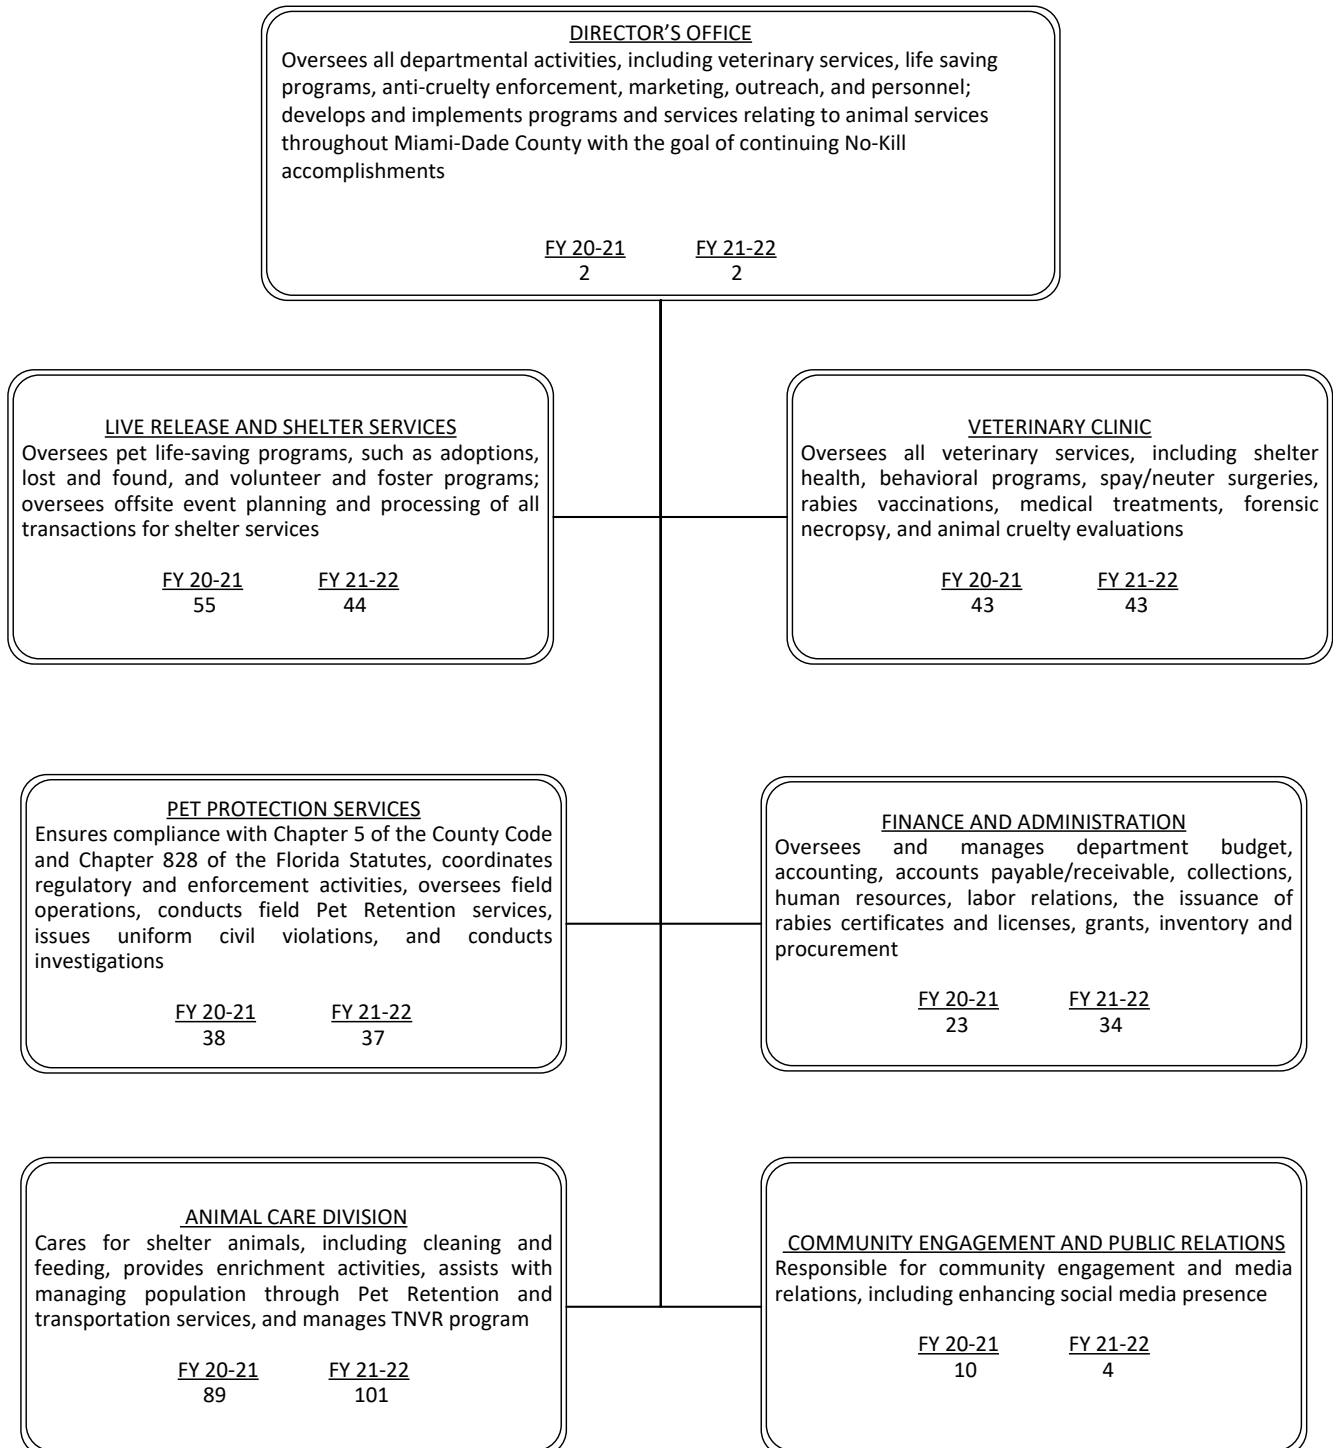 DIRECTOR’S OFFICE
Oversees all departmental activities, including veterinary services, life saving
programs, anti-cruelty enforcement, marketing, outreach, and personnel;
develops and implements programs and services relating to animal services
throughout Miami-Dade County with the goal of continuing No-Kill
accomplishments
FY 20-21 FY 21-22
2 2
LIVE RELEASE AND SHELTER SERVICES
Oversees pet life-saving programs, such as adoptions,
lost and found, and volunteer and foster programs;
oversees offsite event planning and processing of all
transactions for shelter services
FY 20-21 FY 21-22
55 44
VETERINARY CLINIC
Oversees all veterinary services, including shelter
health, behavioral programs, spay/neuter surgeries,
rabies vaccinations, medical treatments, forensic
necropsy, and animal cruelty evaluations
FY 20-21 FY 21-22
43 43
PET PROTECTION SERVICES
Ensures compliance with Chapter 5 of the County Code
and Chapter 828 of the Florida Statutes, coordinates
regulatory and enforcement activities, oversees field
operations, conducts field Pet Retention services,
issues uniform civil violations, and conducts
investigations
FY 20-21 FY 21-22
38 37
FINANCE AND ADMINISTRATION
Oversees and manages department budget,
accounting, accounts payable/receivable, collections,
human resources, labor relations, the issuance of
rabies certificates and licenses, grants, inventory and
procurement
FY 20-21 FY 21-22
23 34
ANIMAL CARE DIVISION
Cares for shelter animals, including cleaning and
feeding, provides enrichment activities, assists with
managing population through Pet Retention and
transportation services, and manages TNVR program
FY 20-21 FY 21-22
89 101
COMMUNITY ENGAGEMENT AND PUBLIC RELATIONS
Responsible for community engagement and media
relations, including enhancing social media presence
FY 20-21 FY 21-22
10 4